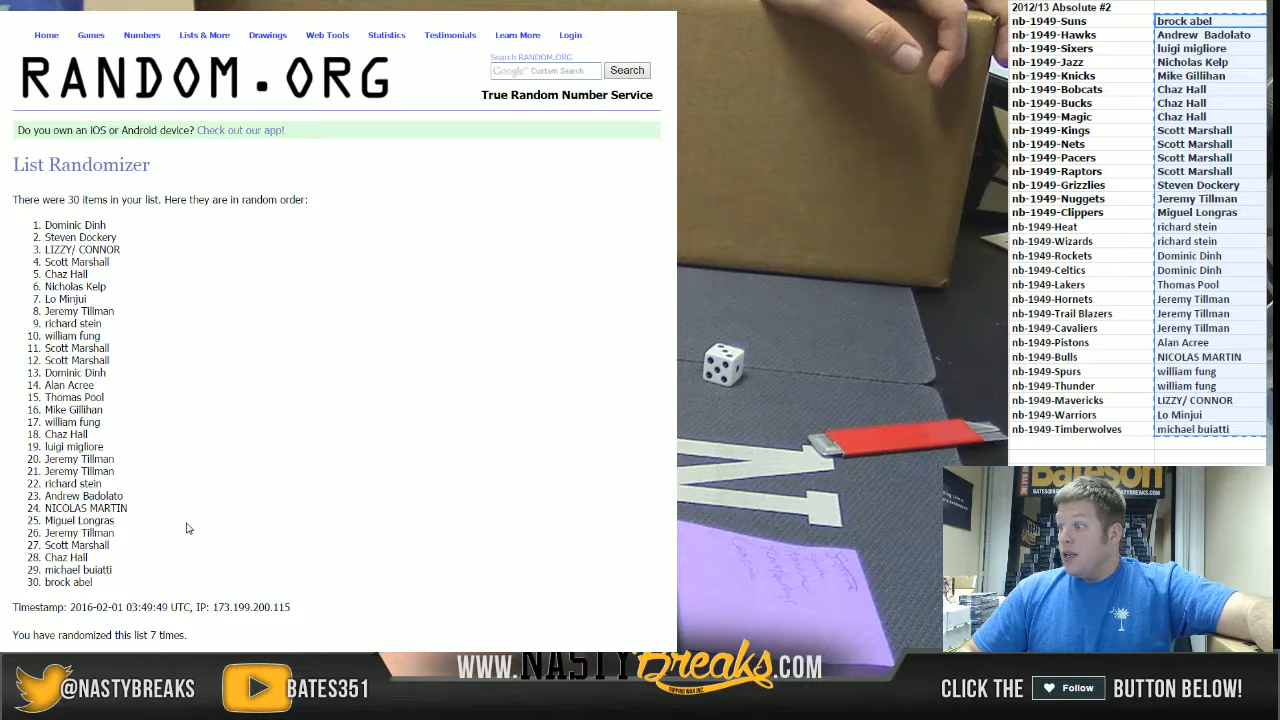 Home Games Numbers Lists & More Drawings Web Tools Statistics Testimonials Learn More Login
Search RANDOM.ORG
RANDOM.ORG
Google™ Custom Search Search
True Random Number Service
Do you own an iOS or Android device? Check out our app!
List Randomizer
There were 30 items in your list. Here they are in random order:
1. Dominic Dinh
2. Steven Dockery
3. LIZZY/ CONNOR
4. Scott Marshall
5. Chaz Hall
6. Nicholas Kelp
7. Lo Minjui
8. Jeremy Tillman
9. richard stein
10. william fung
11. Scott Marshall
12. Scott Marshall
13. Dominic Dinh
14. Alan Acree
15. Thomas Pool
16. Mike Gillihan
17. william fung
18. Chaz Hall
19. luigi migliore
20. Jeremy Tillman
21. Jeremy Tillman
22. richard stein
23. Andrew Badolato
24. NICOLAS MARTIN
25. Miguel Longras
26. Jeremy Tillman
27. Scott Marshall
28. Chaz Hall
29. michael buiatti
30. brock abel
Timestamp: 2016-02-01 03:49:49 UTC, IP: 173.199.200.115
You have randomized this list 7 times.
2012/13 Absolute #2
nb-1949-Suns brock abel
nb-1949-Hawks Andrew Badolato
nb-1949-Sixers luigi migliore
nb-1949-Jazz Nicholas Kelp
nb-1949-Knicks Mike Gillihan
nb-1949-Bobcats Chaz Hall
nb-1949-Bucks Chaz Hall
nb-1949-Magic Chaz Hall
nb-1949-Kings Scott Marshall
nb-1949-Nets Scott Marshall
nb-1949-Pacers Scott Marshall
nb-1949-Raptors Scott Marshall
nb-1949-Grizzlies Steven Dockery
nb-1949-Nuggets Jeremy Tillman
nb-1949-Clippers Miguel Longras
nb-1949-Heat richard stein
nb-1949-Wizards richard stein
nb-1949-Rockets Dominic Dinh
nb-1949-Celtics Dominic Dinh
nb-1949-Lakers Thomas Pool
nb-1949-Hornets Jeremy Tillman
nb-1949-Trail Blazers Jeremy Tillman
nb-1949-Cavaliers Jeremy Tillman
nb-1949-Pistons Alan Acree
nb-1949-Bulls NICOLAS MARTIN
nb-1949-Spurs william fung
nb-1949-Thunder william fung
nb-1949-Mavericks LIZZY/ CONNOR
nb-1949-Warriors Lo Minjui
nb-1949-Timberwolves michael buiatti
Bateson
@NASTYBREAKS
BATES351
WWW.NASTYBreaks.COM
RIPPING WAX INC
CLICK THE Follow BUTTON BELOW!